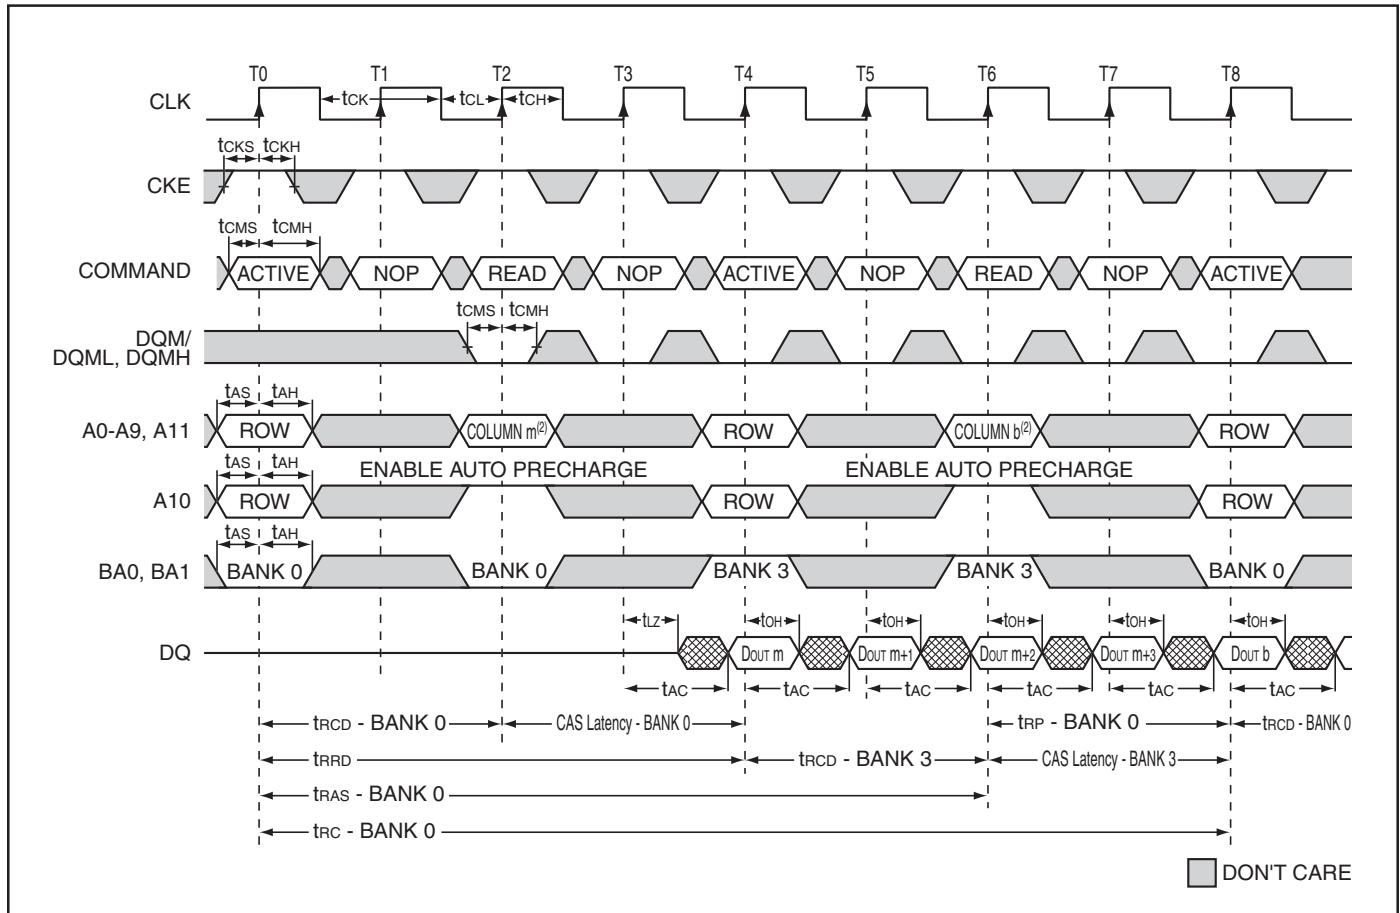 T0 T1 T2 T3 T4 T5 T6 T7 T8
CLK tCK tCL tCH
tCKS tCKH
CKE
tCMS tCMH
COMMAND ACTIVE NOP READ NOP ACTIVE NOP READ NOP ACTIVE
tCMS tCMH
DQM/
DQML, DQMH
tAS tAH
A0-A9, A11 ROW COLUMN m(2) ROW COLUMN b(2) ROW
tAS tAH ENABLE AUTO PRECHARGE ENABLE AUTO PRECHARGE
A10 ROW ROW ROW
tAS tAH
BA0, BA1 BANK 0 BANK 0 BANK 3 BANK 3 BANK 0
tLZ tOH tOH tOH tOH tOH
DQ DOUT m DOUT m+1 DOUT m+2 DOUT m+3 DOUT b
tAC tAC tAC tAC tAC tAC
tRCD - BANK 0 CAS Latency - BANK 0 tRP - BANK 0 tRCD - BANK 0
tRRD tRCD - BANK 3 CAS Latency - BANK 3
tRAS - BANK 0
tRC - BANK 0
DON'T CARE